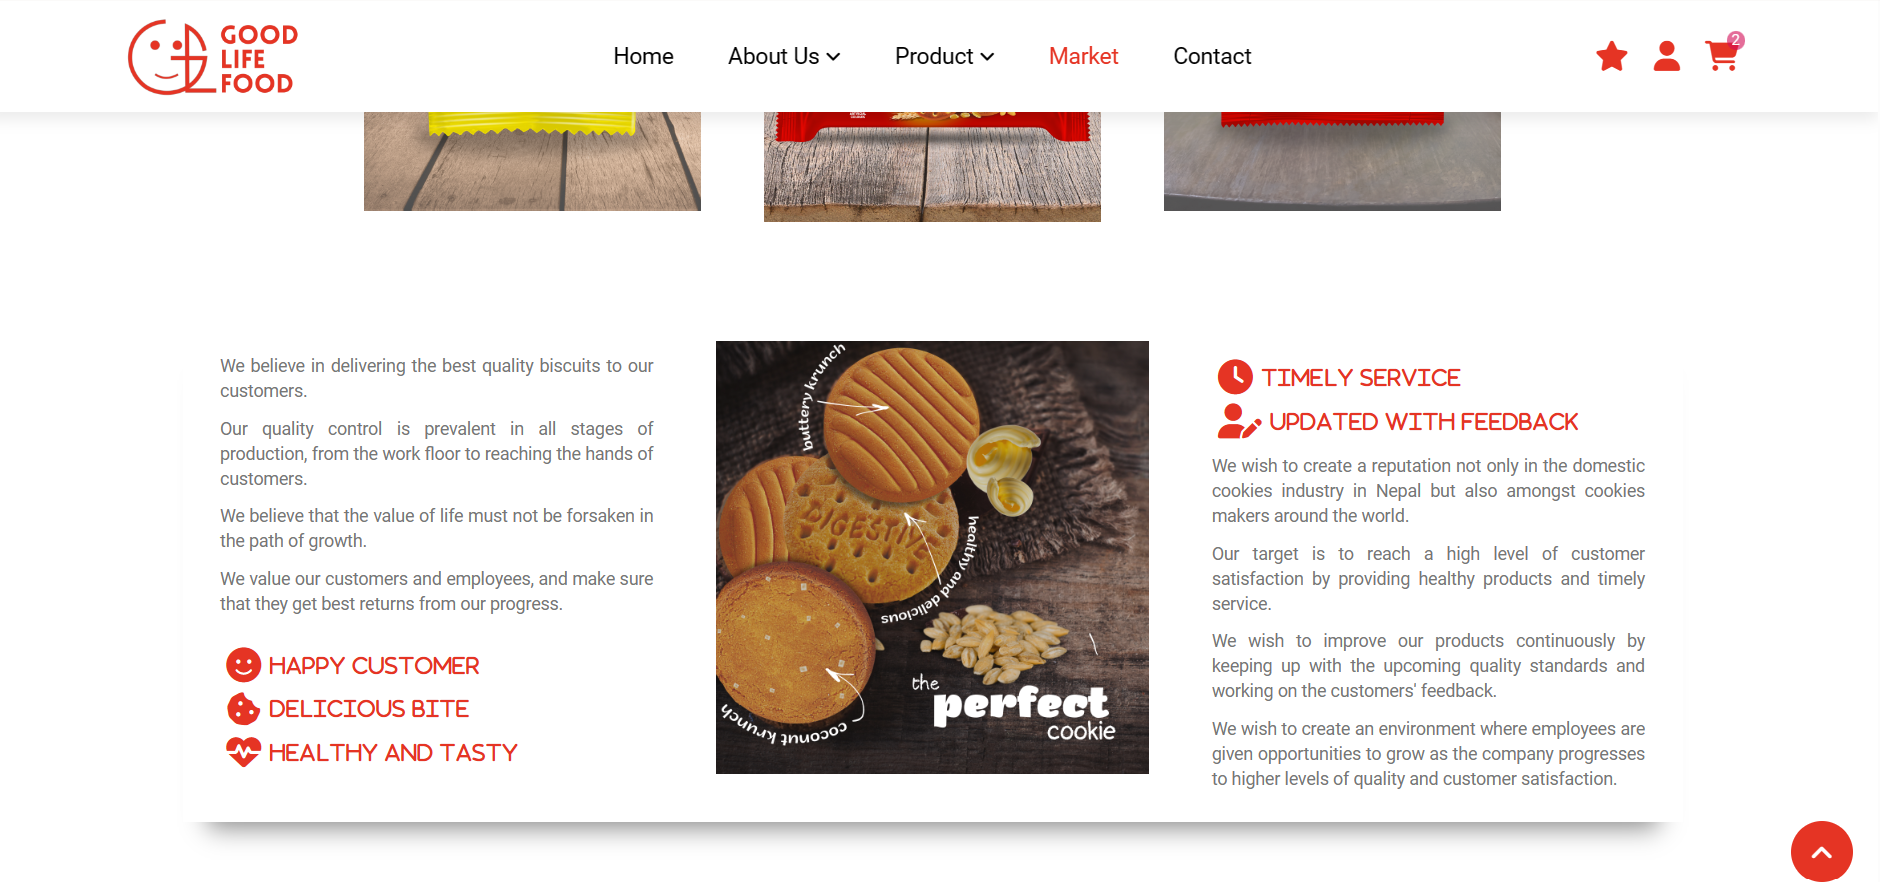 GOOD
LIFE
FOOD
Home
About Us
Product
Market
Contact
2
We believe in delivering the best quality biscuits to our
customers.
Our quality control is prevalent in all stages of
production, from the work floor to reaching the hands of
customers.
We believe that the value of life must not be forsaken in
the path of growth.
We value our customers and employees, and make sure
that they get best returns from our progress.
HAPPY CUSTOMER
DELICIOUS BITE
HEALTHY AND TASTY
buttery krunch
DIGESTIVE
healthy and delicious
coconut krunch
the
perfect
cookie
TIMELY SERVICE
UPDATED WITH FEEDBACK
We wish to create a reputation not only in the domestic
cookies industry in Nepal but also amongst cookies
makers around the world.
Our target is to reach a high level of customer
satisfaction by providing healthy products and timely
service.
We wish to improve our products continuously by
keeping up with the upcoming quality standards and
working on the customers' feedback.
We wish to create an environment where employees are
given opportunities to grow as the company progresses
to higher levels of quality and customer satisfaction.